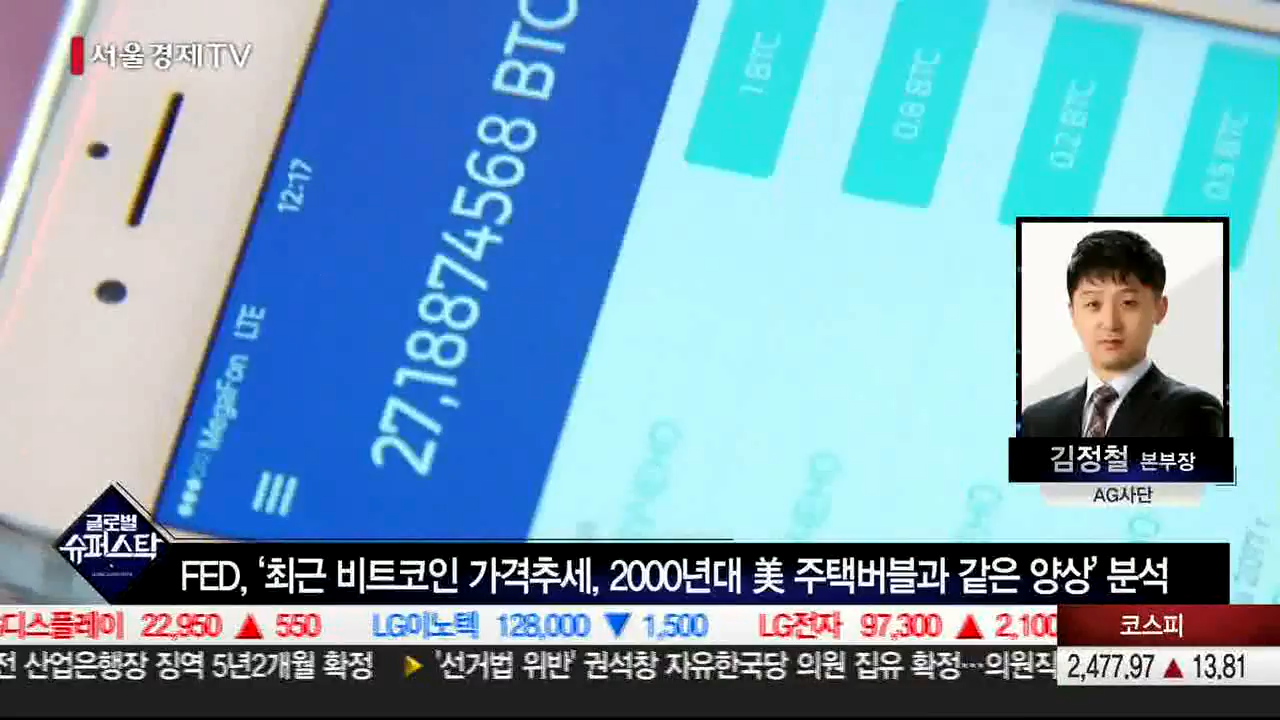 서울경제TV
●●●○○ MegaFon LTE
12:17
27,18874568 BTC
1 BTC
0.8 BTC
0.2 BTC
0.5 BTC
김정철 본부장
AG사단
글로벌
슈퍼스타
FED, ‘최근 비트코인 가격추세, 2000년대 美 주택버블과 같은 양상’ 분석
디스플레이 22,950 ▲ 550 LG이노텍 128,000 ▼ 1,500 LG전자 97,300 ▲ 2,100
코스피
전 산업은행장 징역 5년2개월 확정 ▶ '선거법 위반' 권석창 자유한국당 의원 집유 확정…의원직
2,477.97 ▲ 13.81